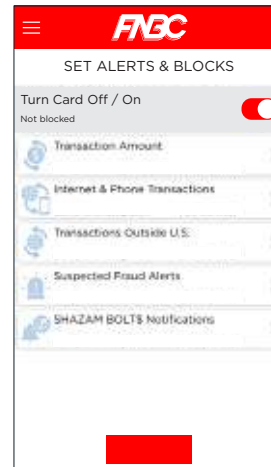 FNBC
SET ALERTS & BLOCKS
Turn Card Off / On
Not blocked
Transaction Amount
Internet & Phone Transactions
Transactions Outside U.S.
Suspected Fraud Alerts
SHAZAM BOLT$ Notifications